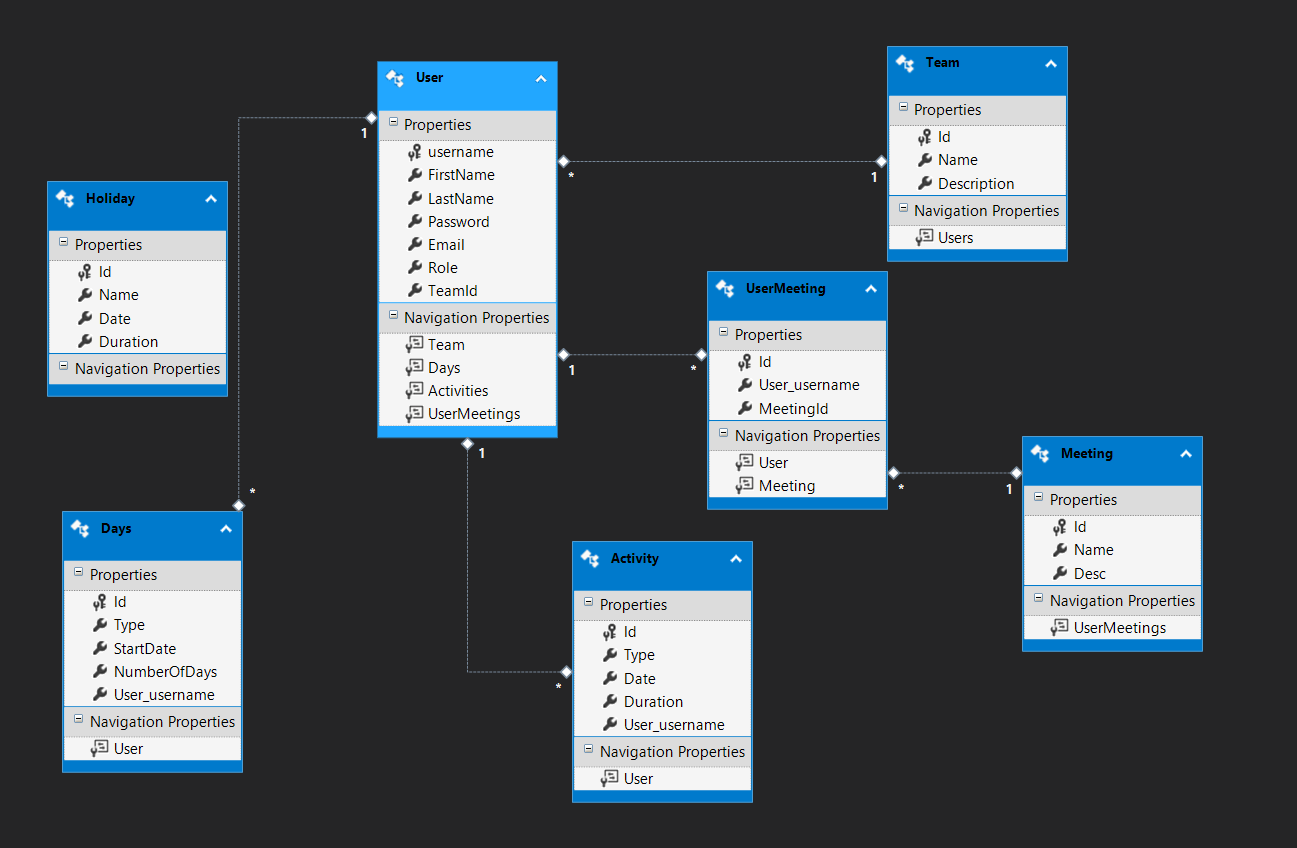 User
Properties
username
FirstName
LastName
Password
Email
Role
TeamId
Navigation Properties
Team
Days
Activities
UserMeetings
1
*
1
1
Team
Properties
Id
Name
Description
Navigation Properties
Users
1
Holiday
Properties
Id
Name
Date
Duration
Navigation Properties
UserMeeting
Properties
Id
User_username
MeetingId
Navigation Properties
User
Meeting
*
*
1
Meeting
Properties
Id
Name
Desc
Navigation Properties
UserMeetings
*
Days
Properties
Id
Type
StartDate
NumberOfDays
User_username
Navigation Properties
User
*
Activity
Properties
Id
Type
Date
Duration
User_username
Navigation Properties
User